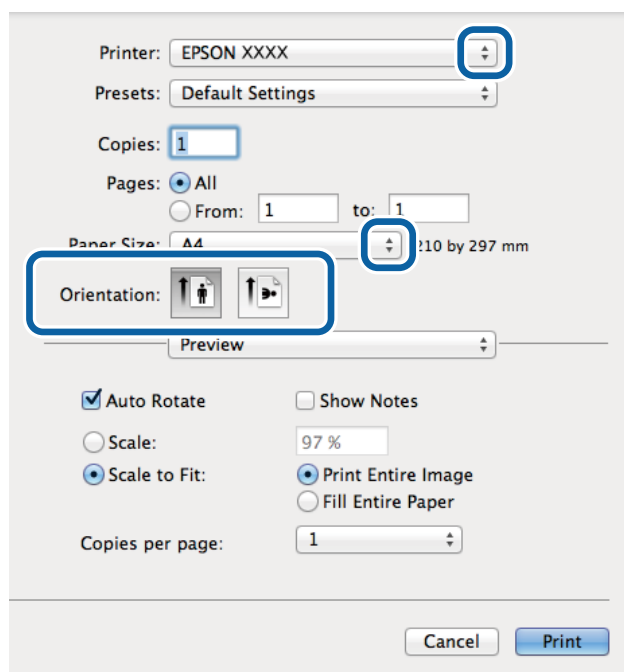 Printer: EPSON XXXX
Presets: Default Settings
Copies: 1
Pages: All
From: 1 to: 1
Paper Size: A4 210 by 297 mm
Orientation:
Preview
Auto Rotate Show Notes
Scale: 97 %
Scale to Fit: Print Entire Image
Fill Entire Paper
Copies per page: 1
Cancel Print